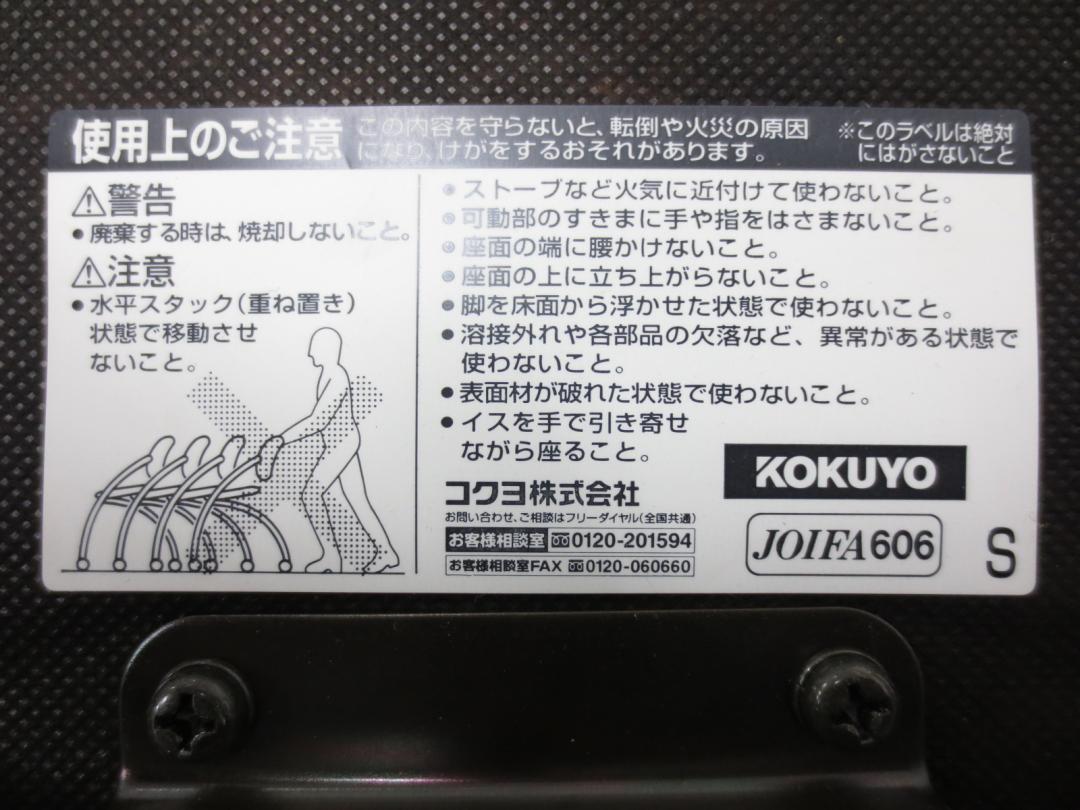 使用上のご注意
この内容を守らないと、転倒や火災の原因
になり、けがをするおそれがあります。
※このラベルは絶対
にはがさないこと
⚠警告
●廃棄する時は、焼却しないこと。
⚠注意
●水平スタック(重ね置き)
状態で移動させ
ないこと。
●ストーブなど火気に近付けて使わないこと。
●可動部のすきまに手や指をはさまないこと。
●座面の端に腰かけないこと。
●座面の上に立ち上がらないこと。
●脚を床面から浮かせた状態で使わないこと。
●溶接外れや各部品の欠落など、異常がある状態で
使わないこと。
●表面材が破れた状態で使わないこと。
●イスを手で引き寄せ
ながら座ること。
コクヨ株式会社
お問い合わせ、ご相談はフリーダイヤル(全国共通)
お客様相談室 0120-201594
お客様相談室FAX 0120-060660
KOKUYO
JOIFA606
S